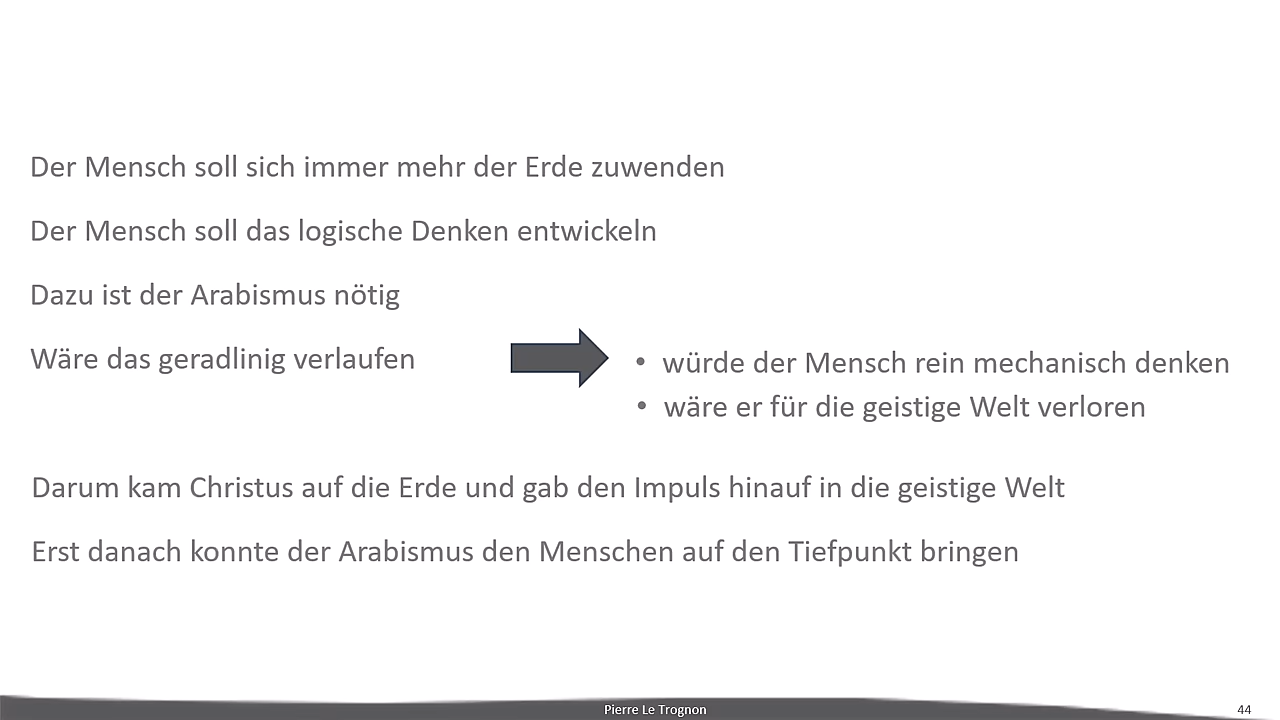 Der Mensch soll sich immer mehr der Erde zuwenden
Der Mensch soll das logische Denken entwickeln
Dazu ist der Arabismus nötig
Wäre das geradlinig verlaufen
• würde der Mensch rein mechanisch denken
• wäre er für die geistige Welt verloren
Darum kam Christus auf die Erde und gab den Impuls hinauf in die geistige Welt
Erst danach konnte der Arabismus den Menschen auf den Tiefpunkt bringen
Pierre Le Trognon
44